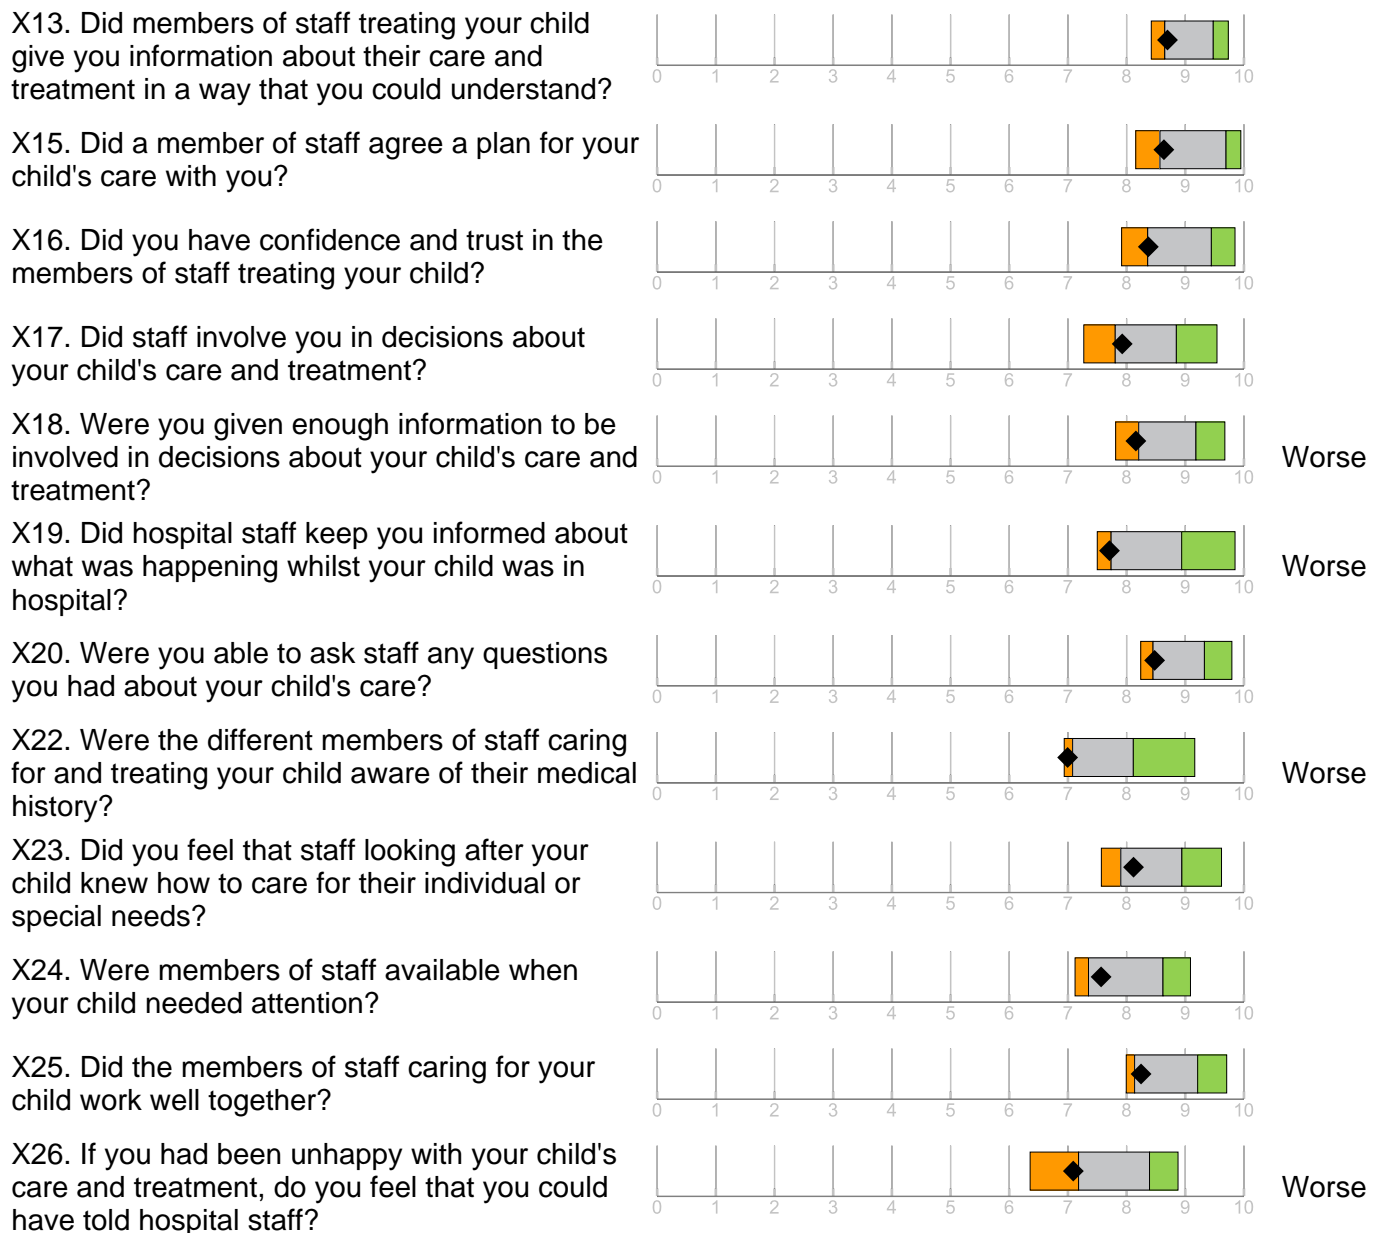 X13. Did members of staff treating your child
give you information about their care and
treatment in a way that you could understand?
0 1 2 3 4 5 6 7 8 9 10
X15. Did a member of staff agree a plan for your
child's care with you?
0 1 2 3 4 5 6 7 8 9 10
X16. Did you have confidence and trust in the
members of staff treating your child?
0 1 2 3 4 5 6 7 8 9 10
X17. Did staff involve you in decisions about
your child's care and treatment?
0 1 2 3 4 5 6 7 8 9 10
X18. Were you given enough information to be
involved in decisions about your child's care and
treatment?
0 1 2 3 4 5 6 7 8 9 10
Worse
X19. Did hospital staff keep you informed about
what was happening whilst your child was in
hospital?
0 1 2 3 4 5 6 7 8 9 10
Worse
X20. Were you able to ask staff any questions
you had about your child's care?
0 1 2 3 4 5 6 7 8 9 10
X22. Were the different members of staff caring
for and treating your child aware of their medical
history?
0 1 2 3 4 5 6 7 8 9 10
Worse
X23. Did you feel that staff looking after your
child knew how to care for their individual or
special needs?
0 1 2 3 4 5 6 7 8 9 10
X24. Were members of staff available when
your child needed attention?
0 1 2 3 4 5 6 7 8 9 10
X25. Did the members of staff caring for your
child work well together?
0 1 2 3 4 5 6 7 8 9 10
X26. If you had been unhappy with your child's
care and treatment, do you feel that you could
have told hospital staff?
0 1 2 3 4 5 6 7 8 9 10
Worse